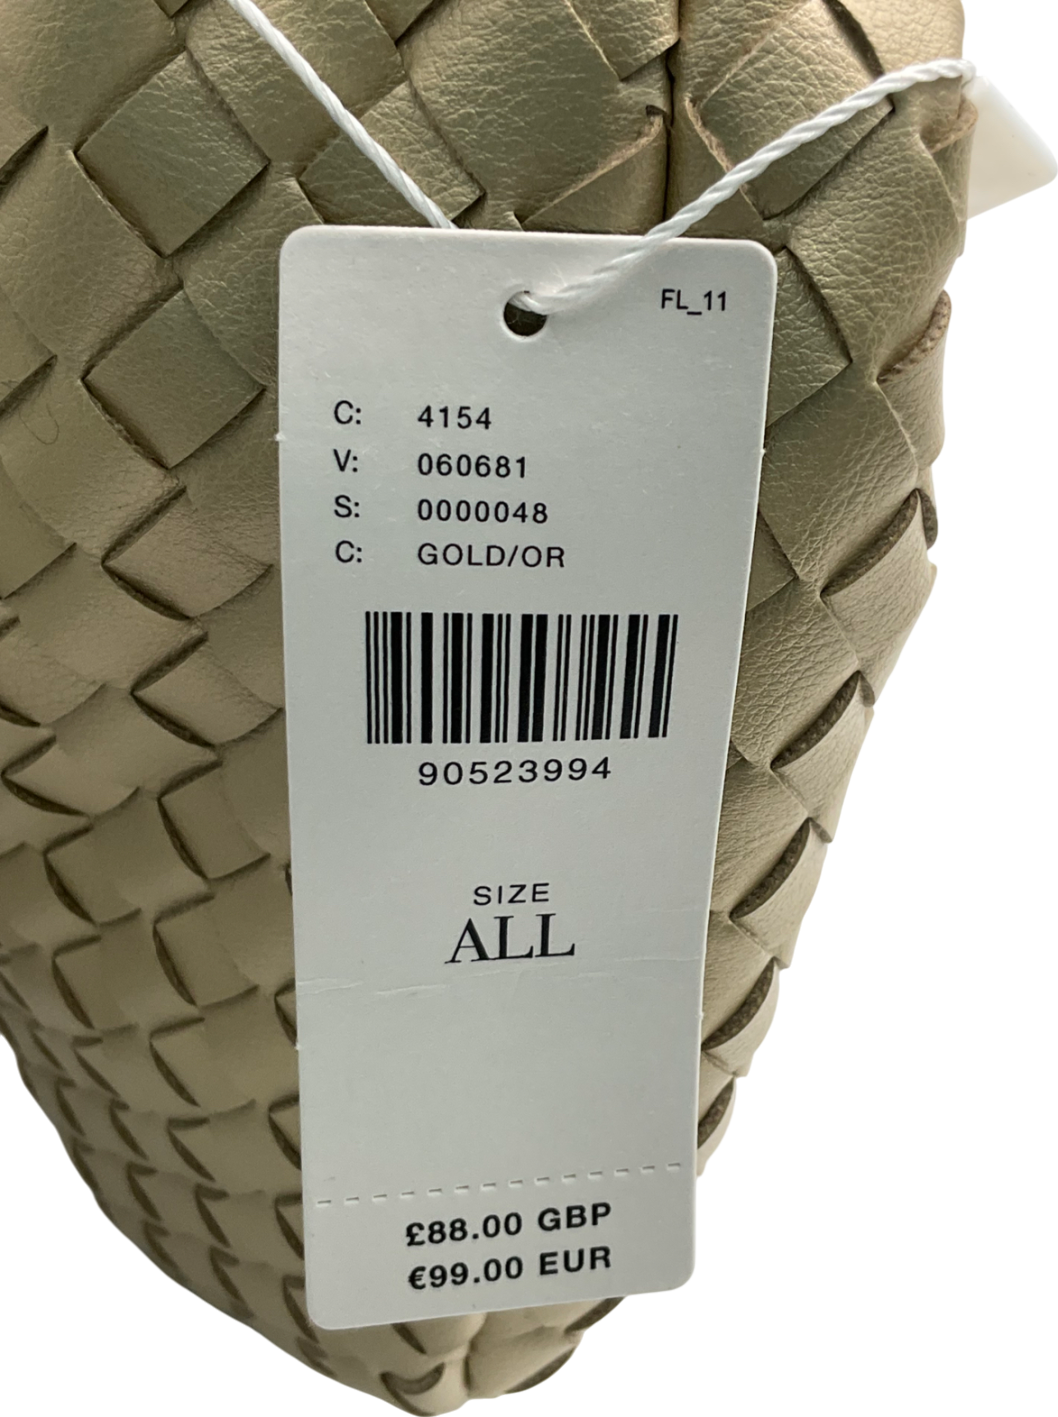 FL_11
C: 4154
V: 060681
S: 0000048
C: GOLD/OR
90523994
SIZE
ALL
£88.00 GBP
€99.00 EUR